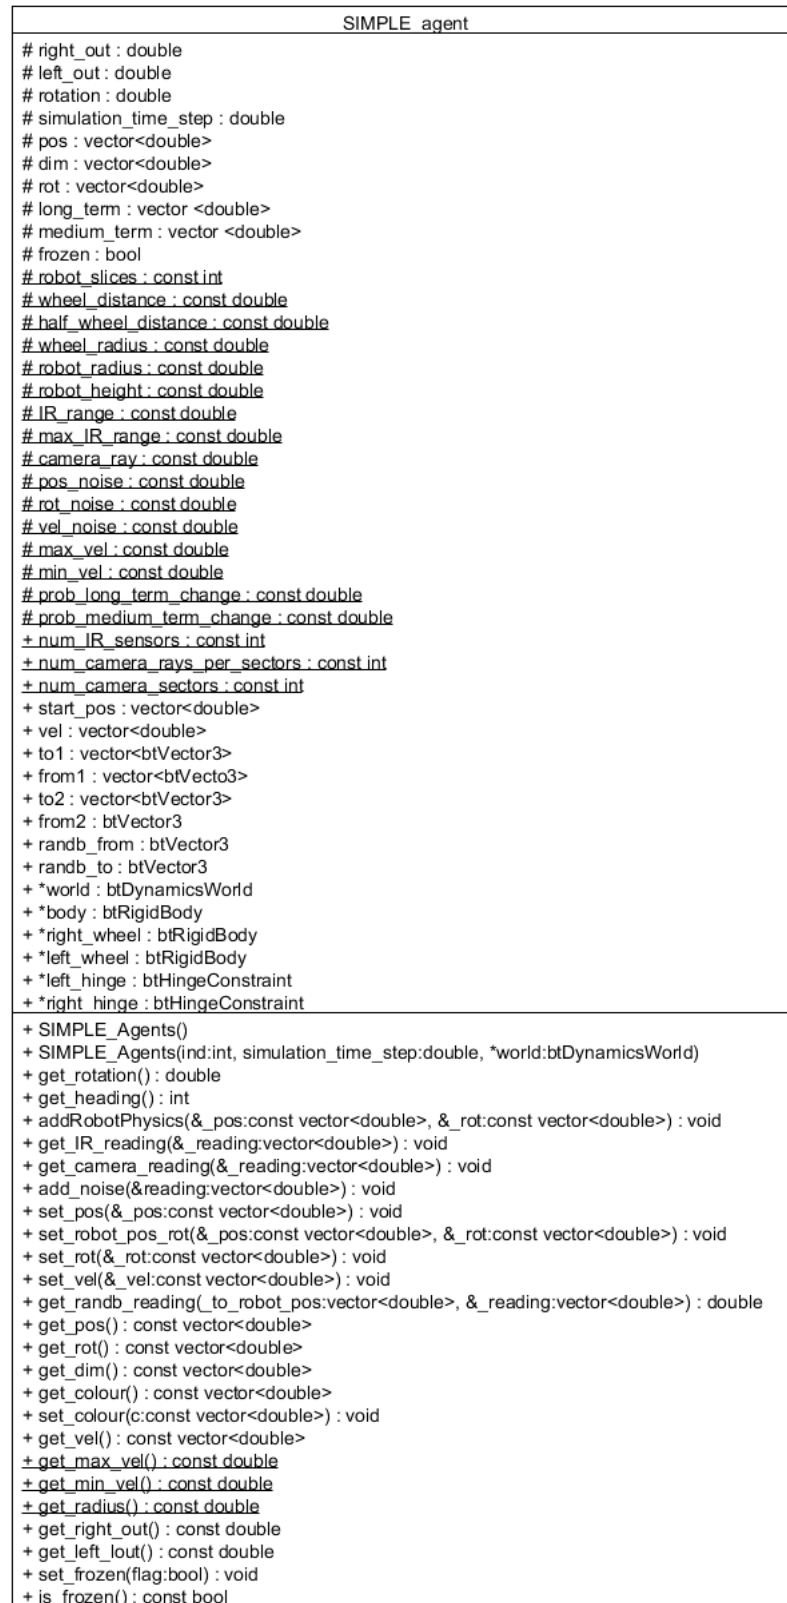 SIMPLE_agent
# right_out : double
# left_out : double
# rotation : double
# simulation_time_step : double
# pos : vector<double>
# dim : vector<double>
# rot : vector<double>
# long_term : vector <double>
# medium_term : vector <double>
# frozen : bool
# robot_slices : const int
# wheel_distance : const double
# half_wheel_distance : const double
# wheel_radius : const double
# robot_radius : const double
# robot_height : const double
# IR_range : const double
# max_IR_range : const double
# camera_ray : const double
# pos_noise : const double
# rot_noise : const double
# vel_noise : const double
# max_vel : const double
# min_vel : const double
# prob_long_term_change : const double
# prob_medium_term_change : const double
+ num_IR_sensors : const int
+ num_camera_rays_per_sectors : const int
+ num_camera_sectors : const int
+ start_pos : vector<double>
+ vel : vector<double>
+ to1 : vector<btVector3>
+ from1 : vector<btVecto3>
+ to2 : vector<btVector3>
+ from2 : btVector3
+ randb_from : btVector3
+ randb_to : btVector3
+ *world : btDynamicsWorld
+ *body : btRigidBody
+ *right_wheel : btRigidBody
+ *left_wheel : btRigidBody
+ *left_hinge : btHingeConstraint
+ *right_hinge : btHingeConstraint
+ SIMPLE_Agents()
+ SIMPLE_Agents(ind:int, simulation_time_step:double, *world:btDynamicsWorld)
+ get_rotation() : double
+ get_heading() : int
+ addRobotPhysics(&_pos:const vector<double>, &_rot:const vector<double>) : void
+ get_IR_reading(&_reading:vector<double>) : void
+ get_camera_reading(&_reading:vector<double>) : void
+ add_noise(&reading:vector<double>) : void
+ set_pos(&_pos:const vector<double>) : void
+ set_robot_pos_rot(&_pos:const vector<double>, &_rot:const vector<double>) : void
+ set_rot(&_rot:const vector<double>) : void
+ set_vel(&_vel:const vector<double>) : void
+ get_randb_reading(_to_robot_pos:vector<double>, &_reading:vector<double>) : double
+ get_pos() : const vector<double>
+ get_rot() : const vector<double>
+ get_dim() : const vector<double>
+ get_colour() : const vector<double>
+ set_colour(c:const vector<double>) : void
+ get_vel() : const vector<double>
+ get_max_vel() : const double
+ get_min_vel() : const double
+ get_radius() : const double
+ get_right_out() : const double
+ get_left_lout() : const double
+ set_frozen(flag:bool) : void
+ is_frozen() : const bool